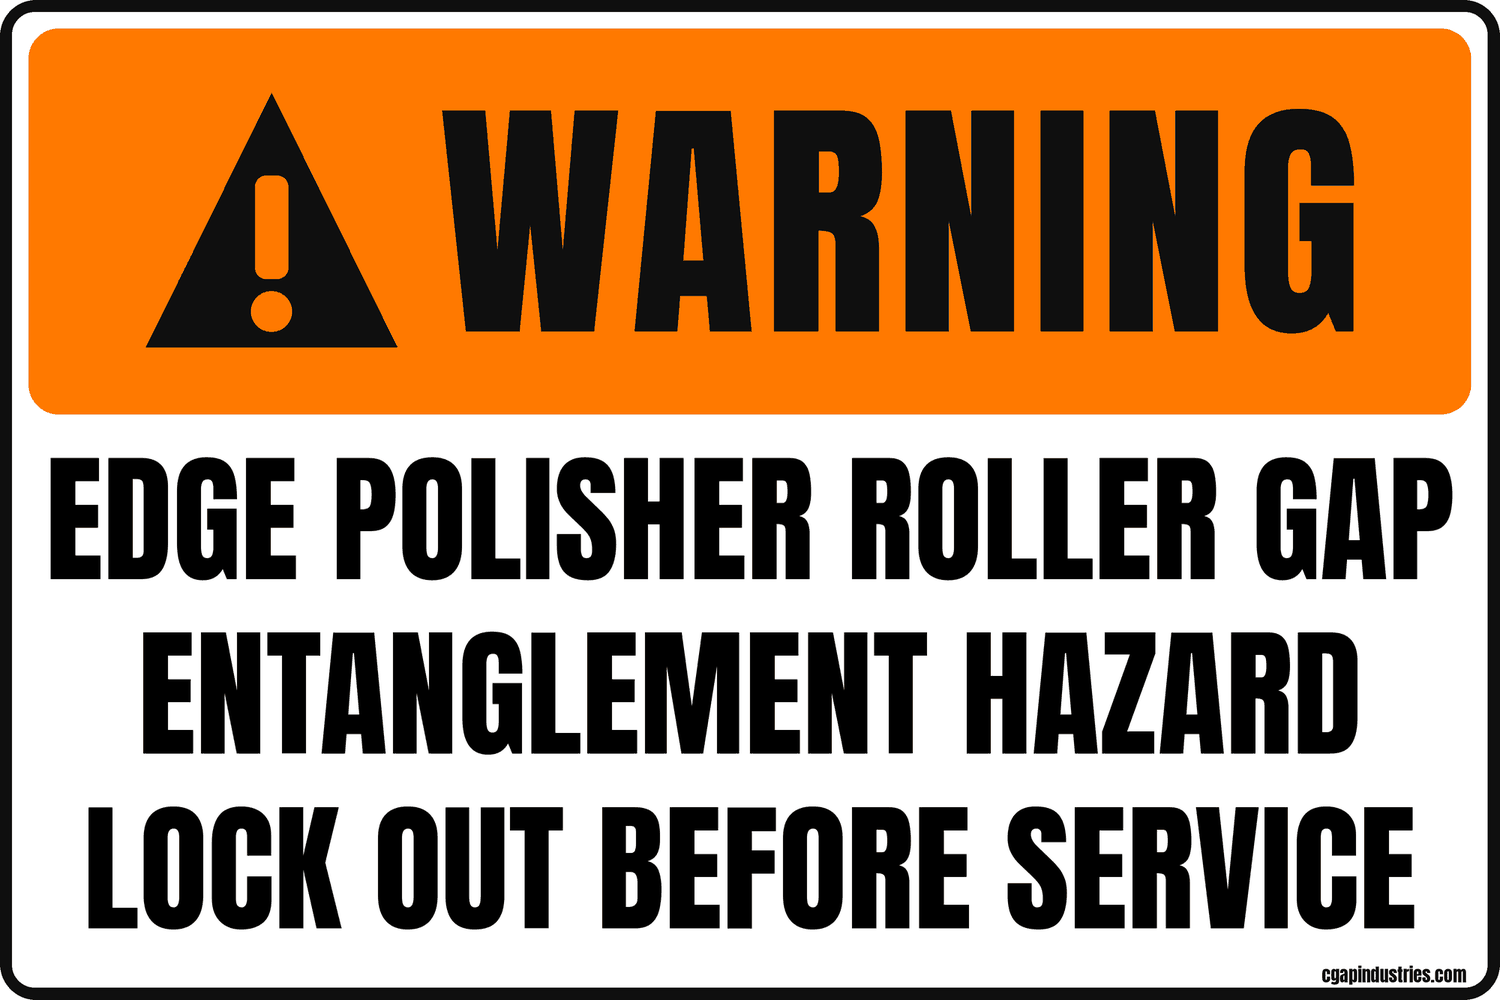 WARNING
EDGE POLISHER ROLLER GAP
ENTANGLEMENT HAZARD
LOCK OUT BEFORE SERVICE
cgapindustries.com